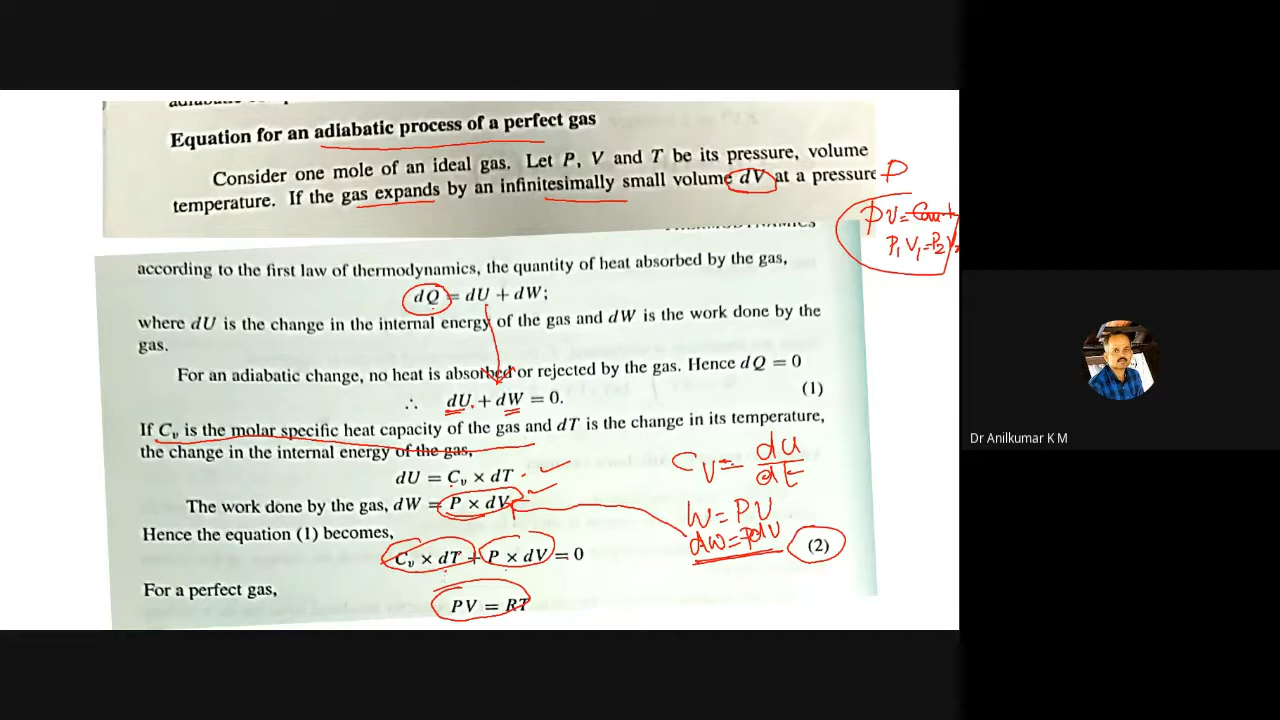 Equation for an adiabatic process of a perfect gas
Consider one mole of an ideal gas. Let P, V and T be its pressure, volume
temperature. If the gas expands by an infinitesimally small volume dV at a pressure P
PV = Const
P₁ V₁ = P₂ V₂
according to the first law of thermodynamics, the quantity of heat absorbed by the gas,
dQ = dU + dW;
where dU is the change in the internal energy of the gas and dW is the work done by the
gas.
For an adiabatic change, no heat is absorbed or rejected by the gas. Hence dQ = 0
∴ dU + dW = 0. (1)
If Cᵥ is the molar specific heat capacity of the gas and dT is the change in its temperature,
the change in the internal energy of the gas,
dU = Cᵥ × dT
The work done by the gas, dW = P × dV
Hence the equation (1) becomes,
Cᵥ × dT + P × dV = 0 (2)
For a perfect gas,
PV = RT
CV = dU/dt
W = PV
dW = PdV
Dr Anilkumar K M